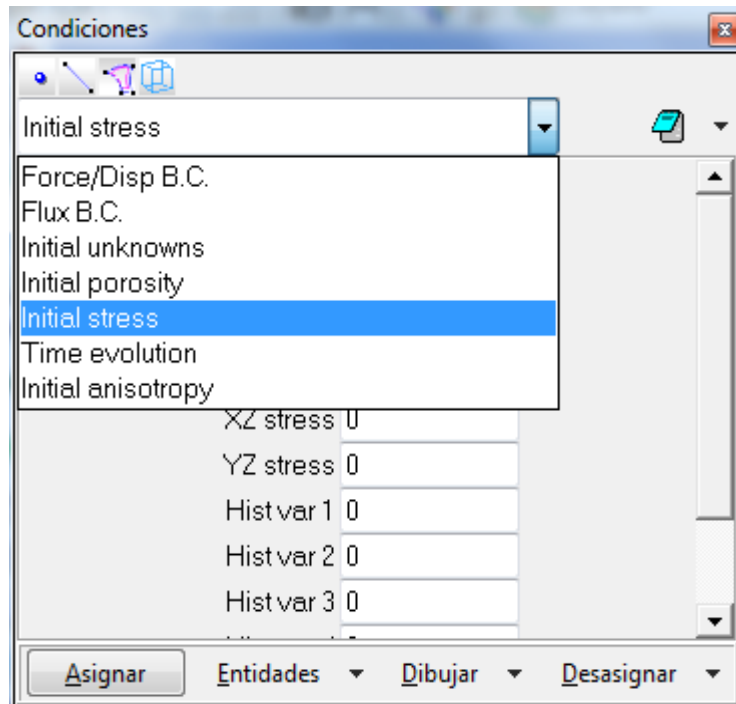 Condiciones
Initial stress
Force/Disp B.C.
Flux B.C.
Initial unknowns
Initial porosity
Initial stress
Time evolution
Initial anisotropy
XZ stress 0
YZ stress 0
Hist var 1 0
Hist var 2 0
Hist var 3 0
Asignar Entidades Dibujar Desasignar